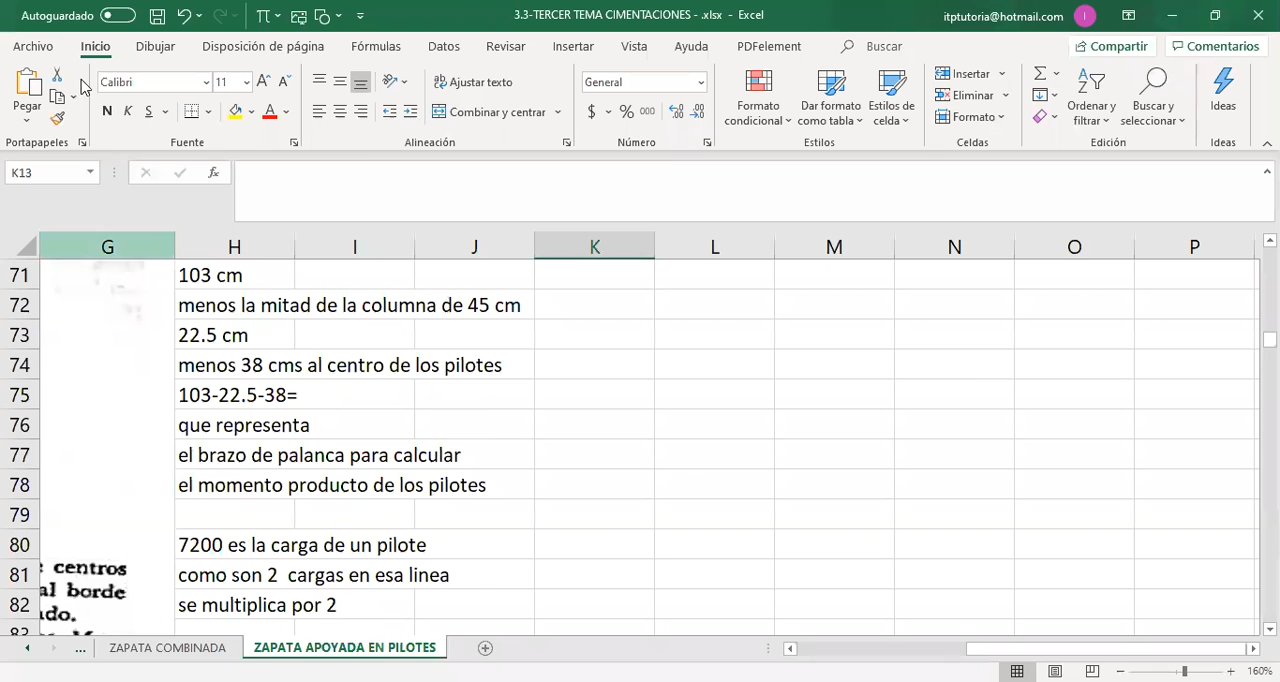 Autoguardado
3.3-TERCER TEMA CIMENTACIONES - .xlsx - Excel
itptutoria@hotmail.com
I
Archivo Inicio Dibujar Disposición de página Fórmulas Datos Revisar Insertar Vista Ayuda PDFelement Buscar
Compartir Comentarios
Pegar
Calibri 11
N K S A
Ajustar texto
Combinar y centrar
General
$ % 000
Formato condicional
Dar formato como tabla
Estilos de celda
Insertar
Eliminar
Formato
Ordenar y filtrar
Buscar y seleccionar
Ideas
Portapapeles Fuente Alineación Número Estilos Celdas Edición Ideas
K13
fx
G H I J K L M N O P
71 103 cm
72 menos la mitad de la columna de 45 cm
73 22.5 cm
74 menos 38 cms al centro de los pilotes
75 103-22.5-38=
76 que representa
77 el brazo de palanca para calcular
78 el momento producto de los pilotes
79
80 7200 es la carga de un pilote
centros
81 como son 2 cargas en esa linea
al borde
82 se multiplica por 2
83
... ZAPATA COMBINADA ZAPATA APOYADA EN PILOTES
160%